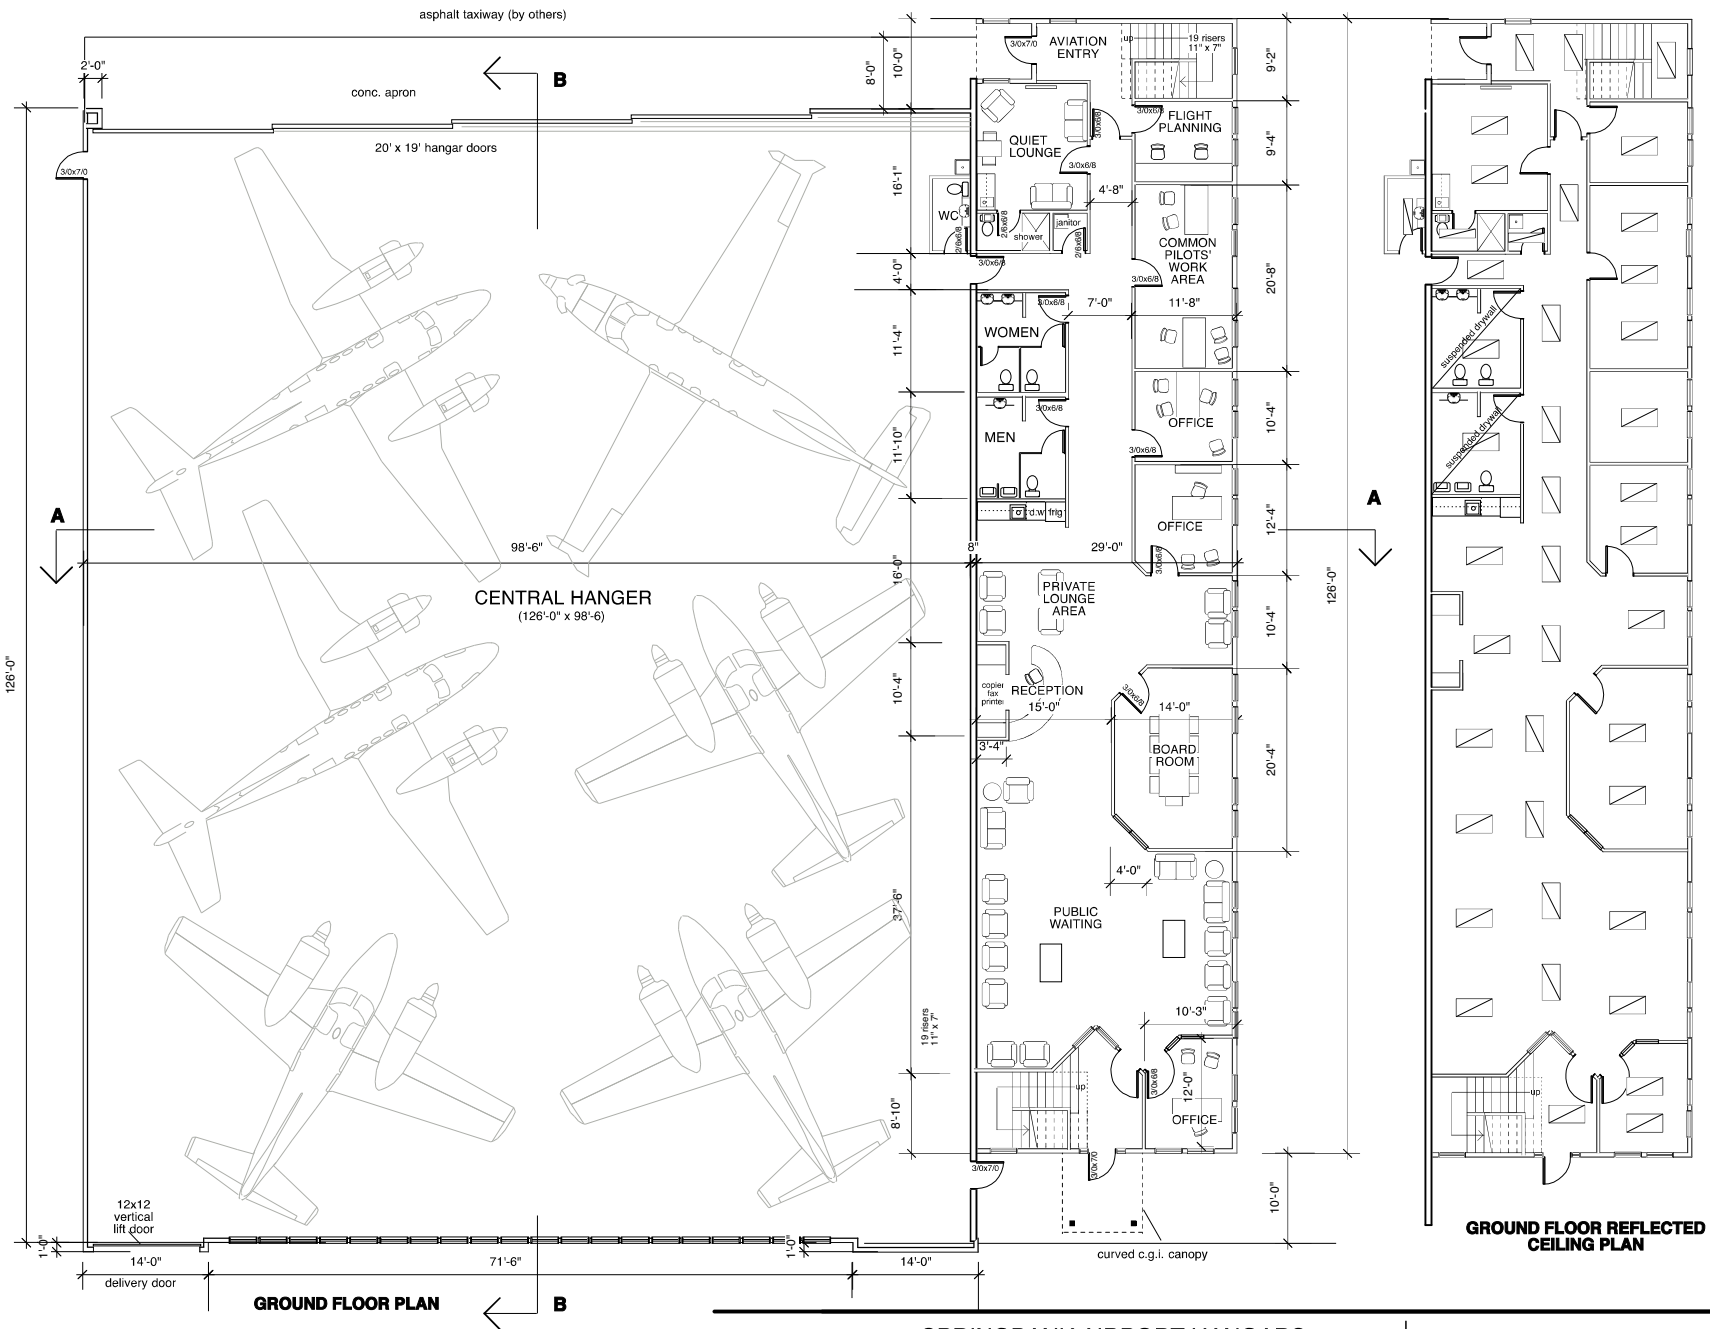 asphalt taxiway (by others)
2'-0"
B
conc. apron
8'-0"
10'-0"
20' x 19' hangar doors
3/0x7/0
3/0x7/0
AVIATION
ENTRY
up
19 risers
11" x 7"
9'-2"
QUIET
LOUNGE
3/0x6/8
3/0x6/8
FLIGHT
PLANNING
9'-4"
3/0x6/8
16'-1"
4'-8"
WC
2/6x6/8
2/6x6/8
shower
janitor
2/6x6/8
COMMON
PILOTS'
WORK
AREA
20'-8"
4'-0"
3/0x6/8
3/0x6/8
3/0x6/8
7'-0"
11'-8"
WOMEN
11'-4"
suspended drywall
3/0x6/8
MEN
11'-10"
OFFICE
3/0x6/8
10'-4"
suspended drywall
A
d.w
frig
OFFICE
3/0x6/8
12'-4"
A
98'-6"
8"
29'-0"
16'-0"
CENTRAL HANGER
(126'-0" x 98'-6)
PRIVATE
LOUNGE
AREA
10'-4"
126'-0"
126'-0"
10'-4"
copier
fax
printer
RECEPTION
3/0x6/8
15'-0"
14'-0"
3'-4"
BOARD
ROOM
20'-4"
4'-0"
37'-6"
PUBLIC
WAITING
10'-3"
19 risers
11" x 7"
8'-10"
up
3/0x6/8
12'-0"
OFFICE
up
3/0x7/0
3/0x7/0
10'-0"
12x12
vertical
lift door
1'-0"
1'-0"
curved c.g.i. canopy
GROUND FLOOR REFLECTED
CEILING PLAN
14'-0"
71'-6"
14'-0"
delivery door
GROUND FLOOR PLAN
B
SPRINGBANK AIRPORT HANGARS